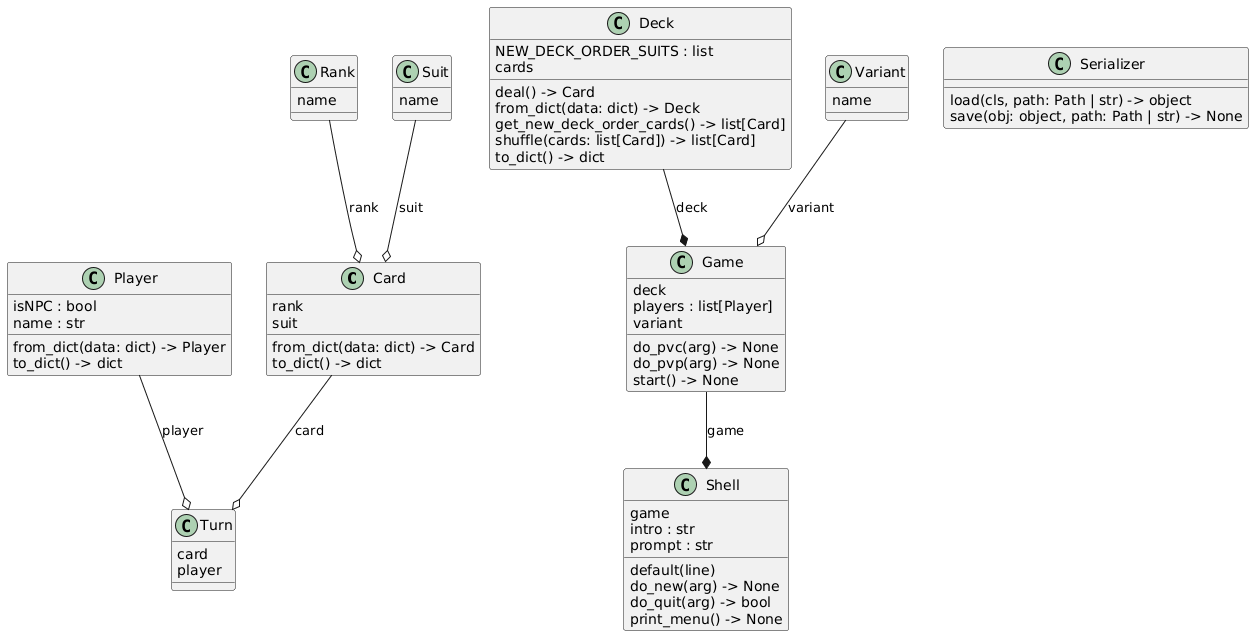 C Deck
NEW_DECK_ORDER_SUITS : list
cards
deal() -> Card
from_dict(data: dict) -> Deck
get_new_deck_order_cards() -> list[Card]
shuffle(cards: list[Card]) -> list[Card]
to_dict() -> dict
C Rank
name
C Suit
name
C Variant
name
C Serializer
load(cls, path: Path | str) -> object
save(obj: object, path: Path | str) -> None
rank
suit
deck
variant
C Player
isNPC : bool
name : str
from_dict(data: dict) -> Player
to_dict() -> dict
C Card
rank
suit
from_dict(data: dict) -> Card
to_dict() -> dict
C Game
deck
players : list[Player]
variant
do_pvc(arg) -> None
do_pvp(arg) -> None
start() -> None
player
card
game
C Turn
card
player
C Shell
game
intro : str
prompt : str
default(line)
do_new(arg) -> None
do_quit(arg) -> bool
print_menu() -> None